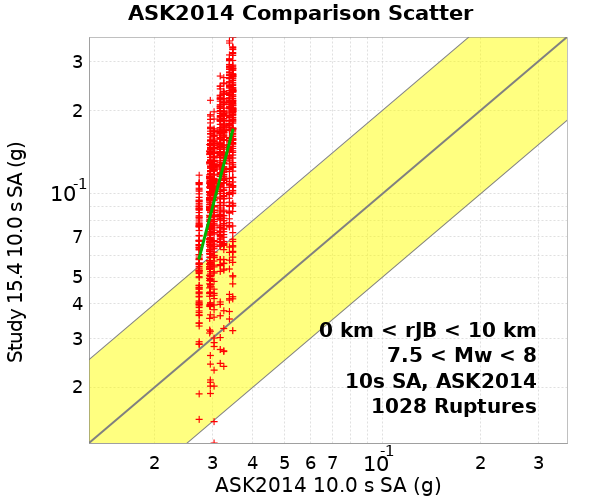 ASK2014 Comparison Scatter
Study 15.4 10.0 s SA (g)
3
2
10-1
7
5
4
3
2
0 km < rJB < 10 km
7.5 < Mw < 8
10s SA, ASK2014
1028 Ruptures
2 3 4 5 6 7 10-1 2 3
ASK2014 10.0 s SA (g)